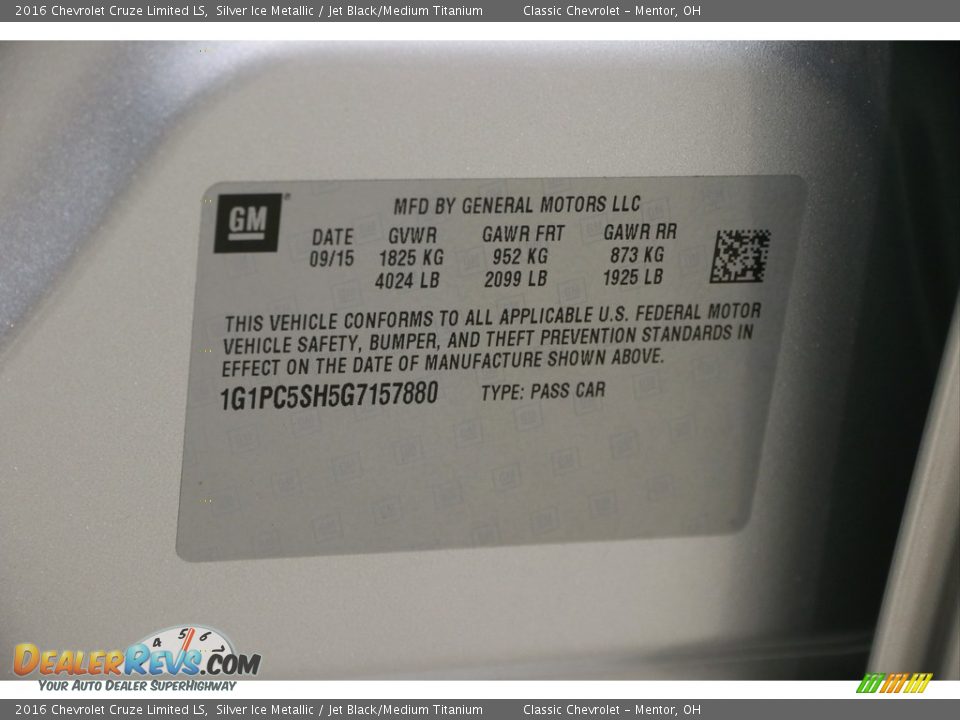 2016 Chevrolet Cruze Limited LS,  Silver Ice Metallic / Jet Black/Medium Titanium  Classic Chevrolet – Mentor, OH
GM®
MFD BY GENERAL MOTORS LLC
DATE GVWR GAWR FRT GAWR RR
09/15 1825 KG 952 KG 873 KG
4024 LB 2099 LB 1925 LB
THIS VEHICLE CONFORMS TO ALL APPLICABLE U.S. FEDERAL MOTOR
VEHICLE SAFETY, BUMPER, AND THEFT PREVENTION STANDARDS IN
EFFECT ON THE DATE OF MANUFACTURE SHOWN ABOVE.
1G1PC5SH5G7157880 TYPE: PASS CAR
4 5 6
DEALERREVS.COM
YOUR AUTO DEALER SUPERHIGHWAY
2016 Chevrolet Cruze Limited LS,  Silver Ice Metallic / Jet Black/Medium Titanium  Classic Chevrolet – Mentor, OH